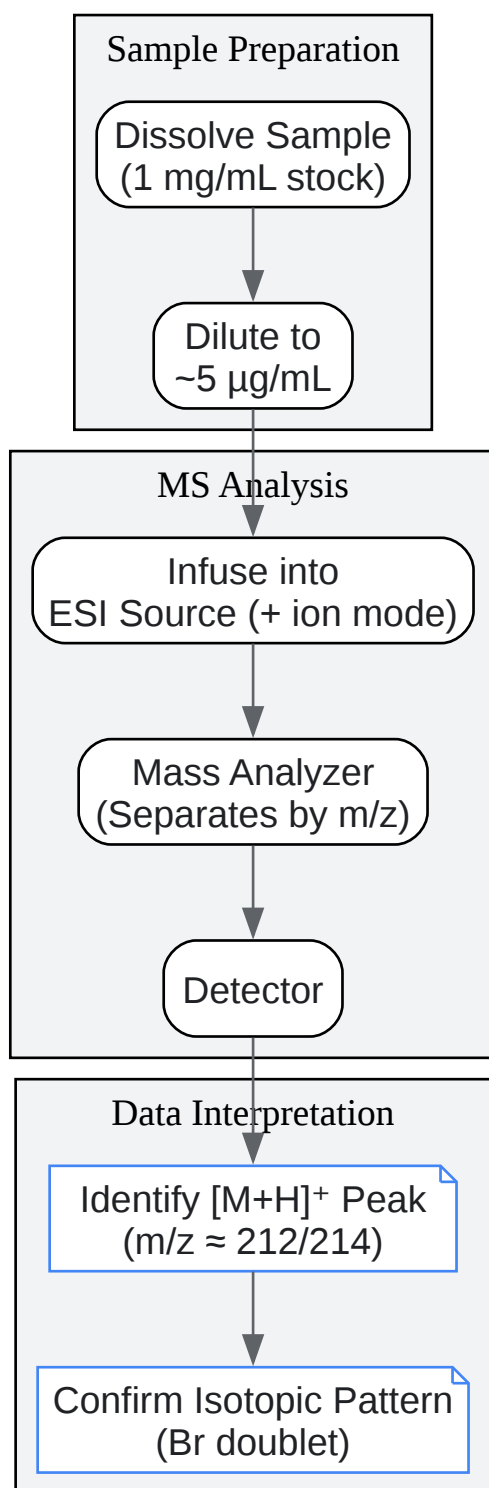 Sample Preparation
Dissolve Sample
(1 mg/mL stock)
Dilute to
~5 µg/mL
MS Analysis
Infuse into
ESI Source (+ ion mode)
Mass Analyzer
(Separates by m/z)
Detector
Data Interpretation
Identify [M+H]⁺ Peak
(m/z ≈ 212/214)
Confirm Isotopic Pattern
(Br doublet)